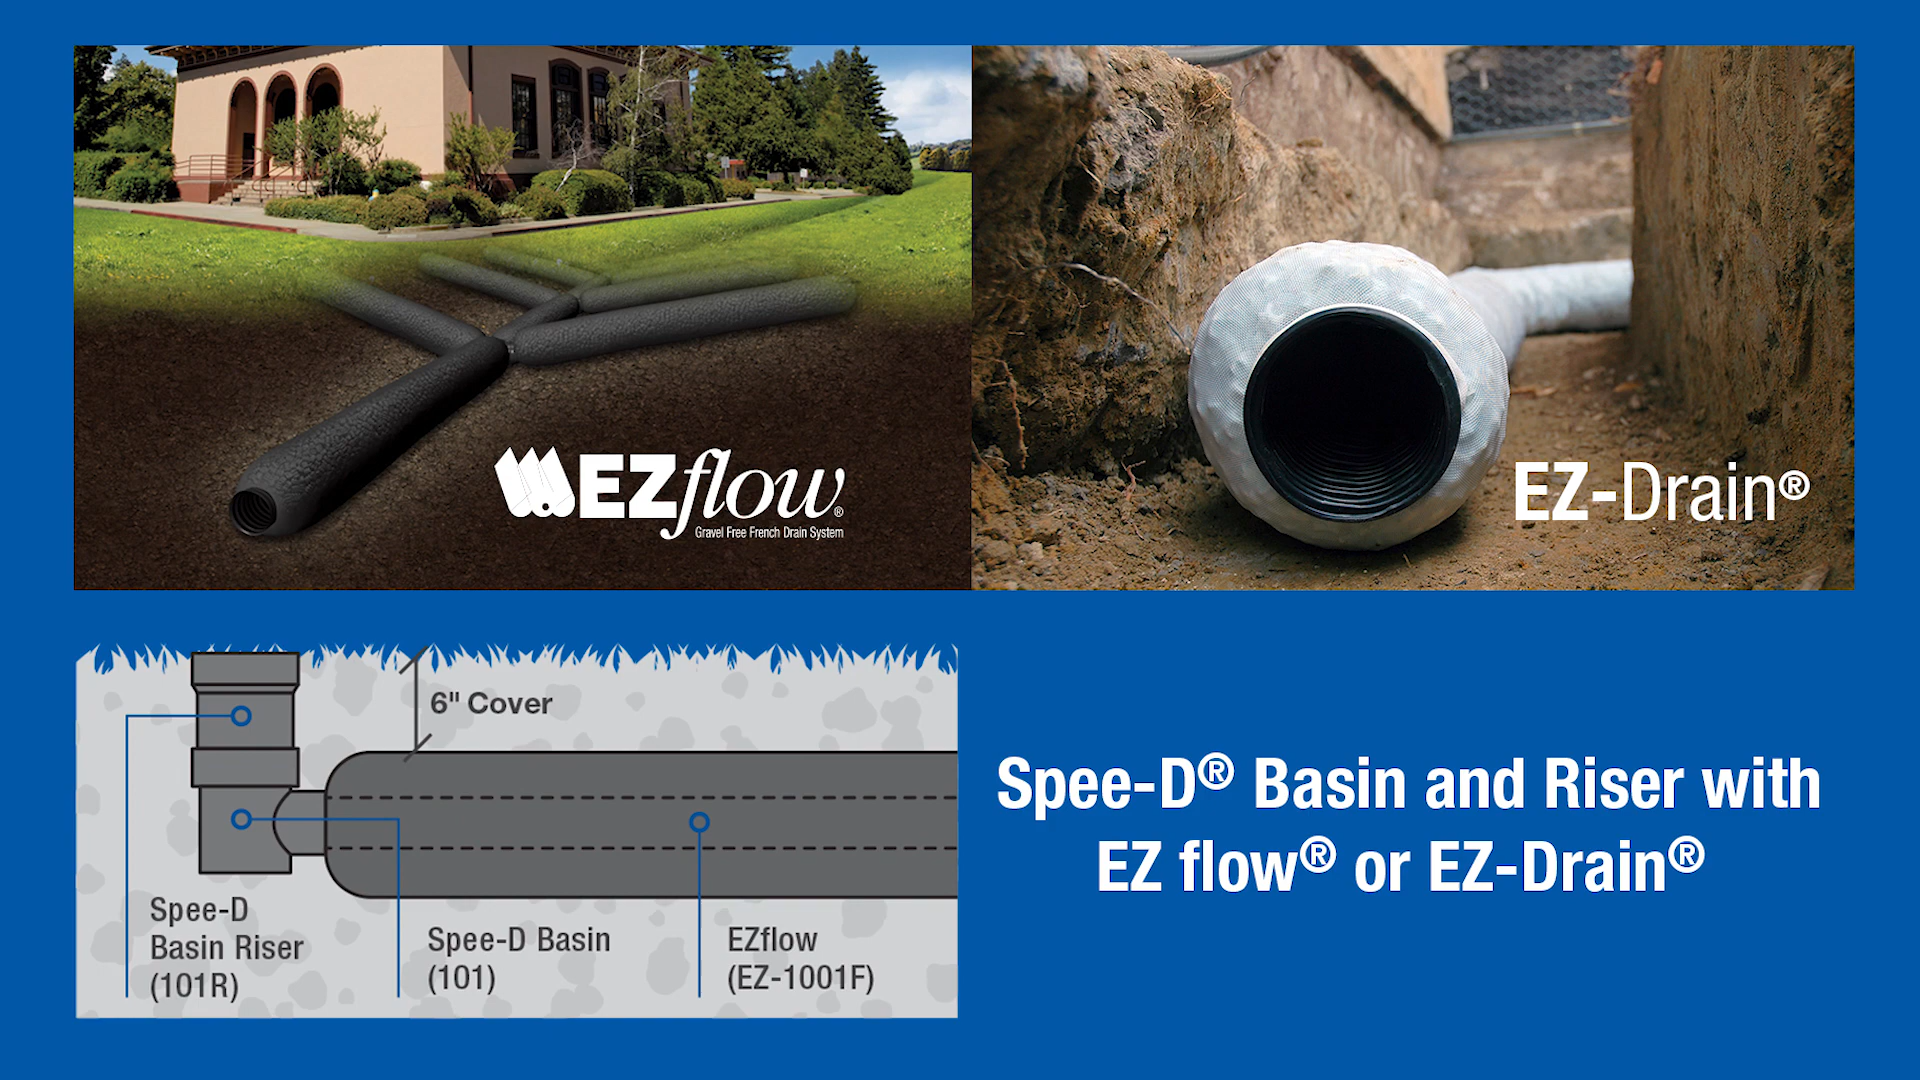 EZflow®
Gravel Free French Drain System
EZ-Drain®
6" Cover
Spee-D
Basin Riser
(101R)
Spee-D Basin
(101)
EZflow
(EZ-1001F)
Spee-D® Basin and Riser with
EZ flow® or EZ-Drain®